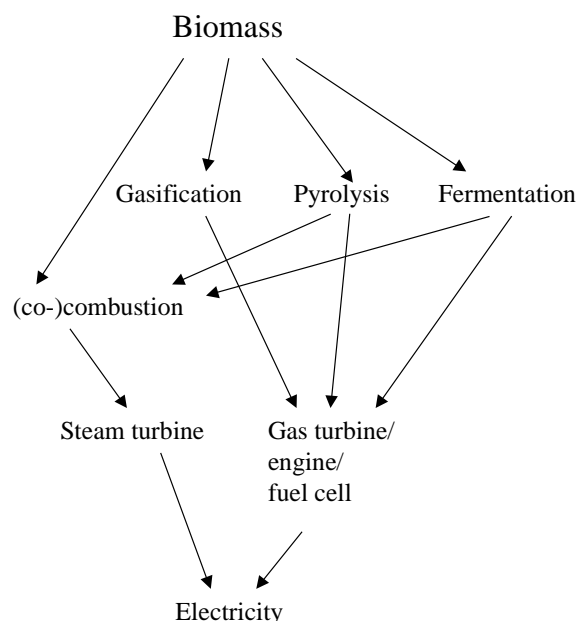 Biomass
Gasification
Pyrolysis
Fermentation
(co-)combustion
Steam turbine
Gas turbine/
engine/
fuel cell
Electricity